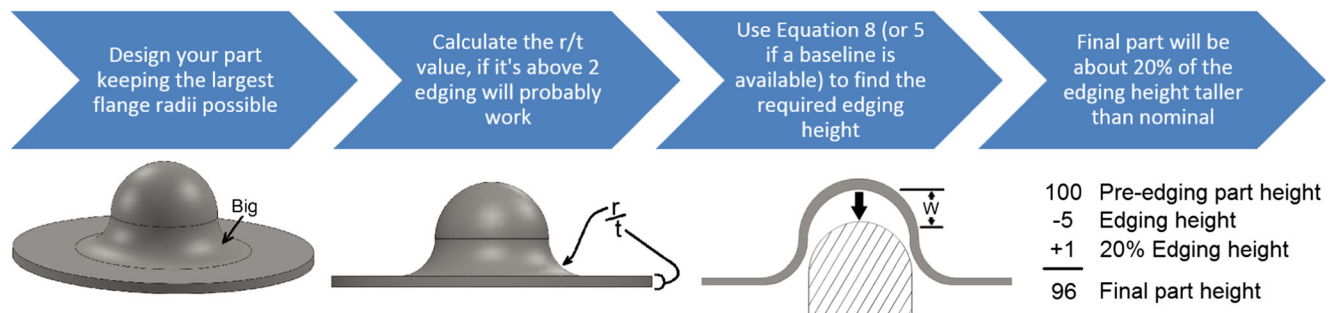 Design your part
keeping the largest
flange radii possible
Calculate the r/t
value, if it's above 2
edging will probably
work
Use Equation 8 (or 5
if a baseline is
available) to find the
required edging
height
Final part will be
about 20% of the
edging height taller
than nominal
Big
r
t
W
100 Pre-edging part height
-5 Edging height
+1 20% Edging height
96 Final part height